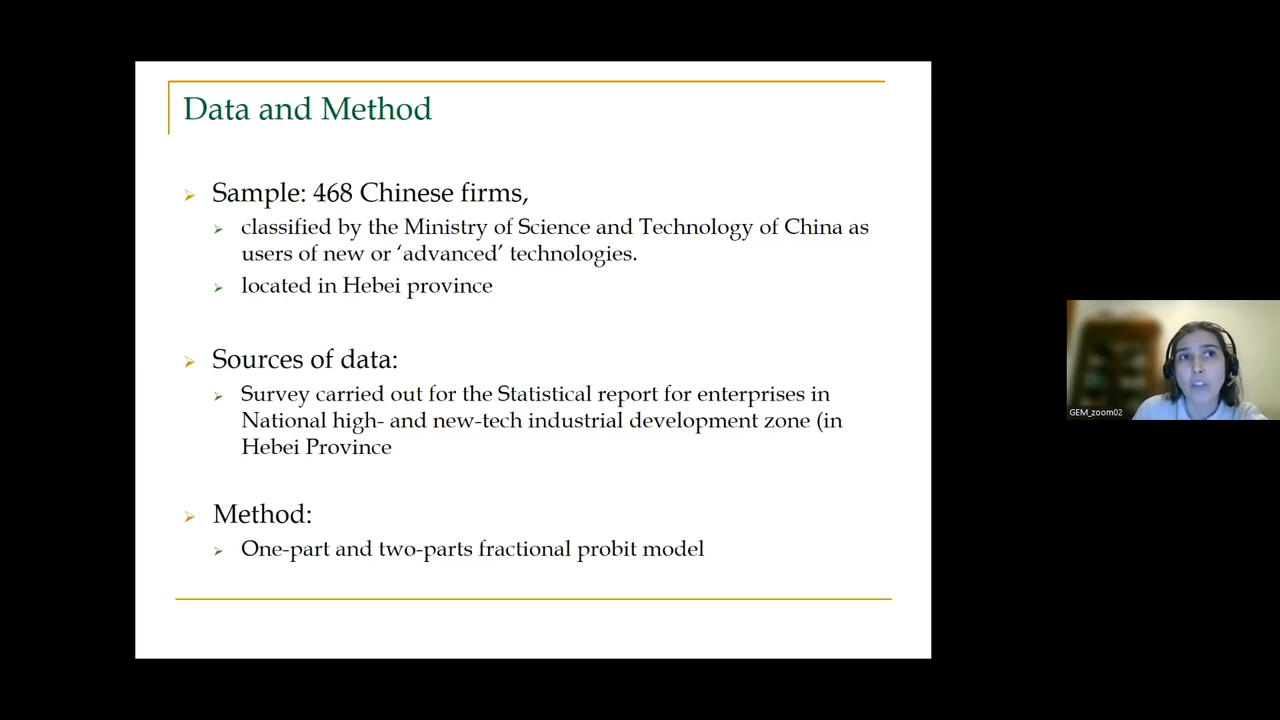 Data and Method
Sample: 468 Chinese firms,
classified by the Ministry of Science and Technology of China as
users of new or ‘advanced’ technologies.
located in Hebei province
Sources of data:
Survey carried out for the Statistical report for enterprises in
National high- and new-tech industrial development zone (in
Hebei Province
Method:
One-part and two-parts fractional probit model
GEM_zoom02